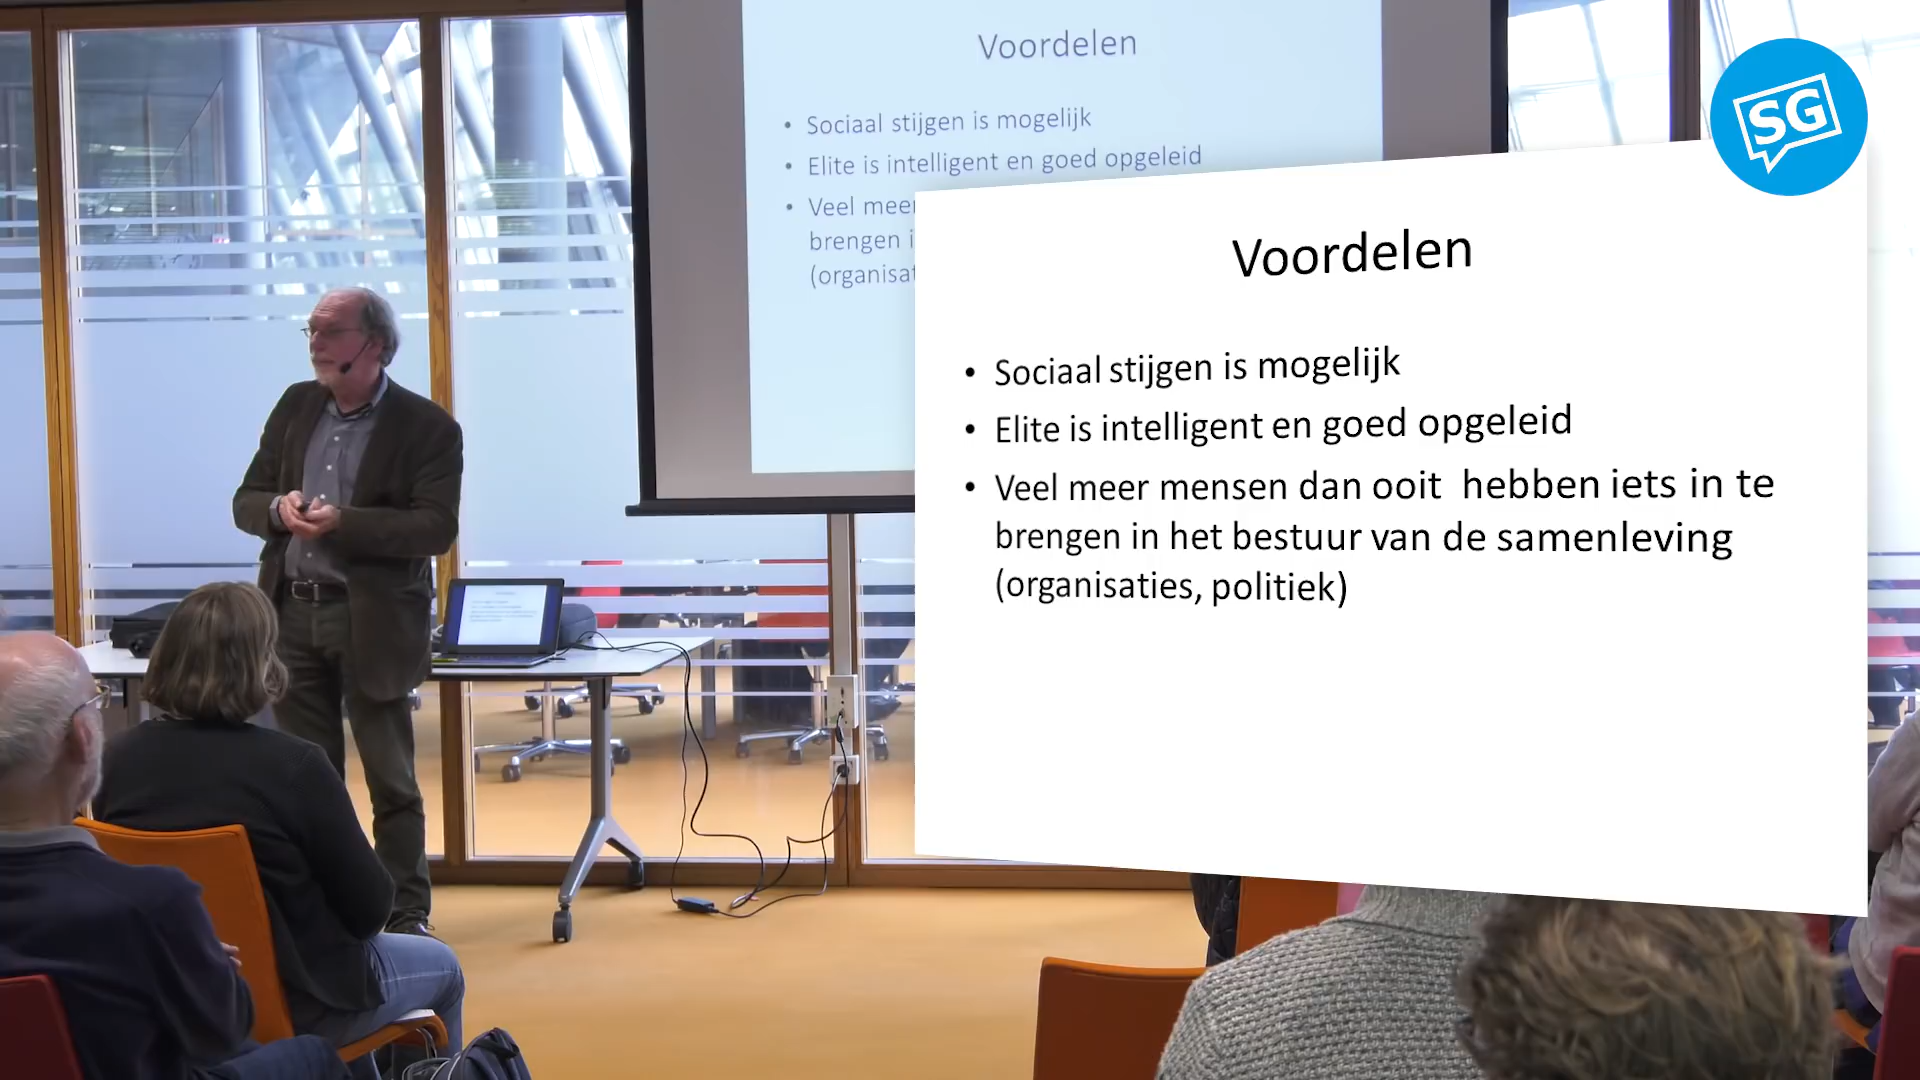 Voordelen
• Sociaal stijgen is mogelijk
• Elite is intelligent en goed opgeleid
• Veel meer
brengen i
(organisat
SG
Voordelen
• Sociaal stijgen is mogelijk
• Elite is intelligent en goed opgeleid
• Veel meer mensen dan ooit hebben iets in te
brengen in het bestuur van de samenleving
(organisaties, politiek)